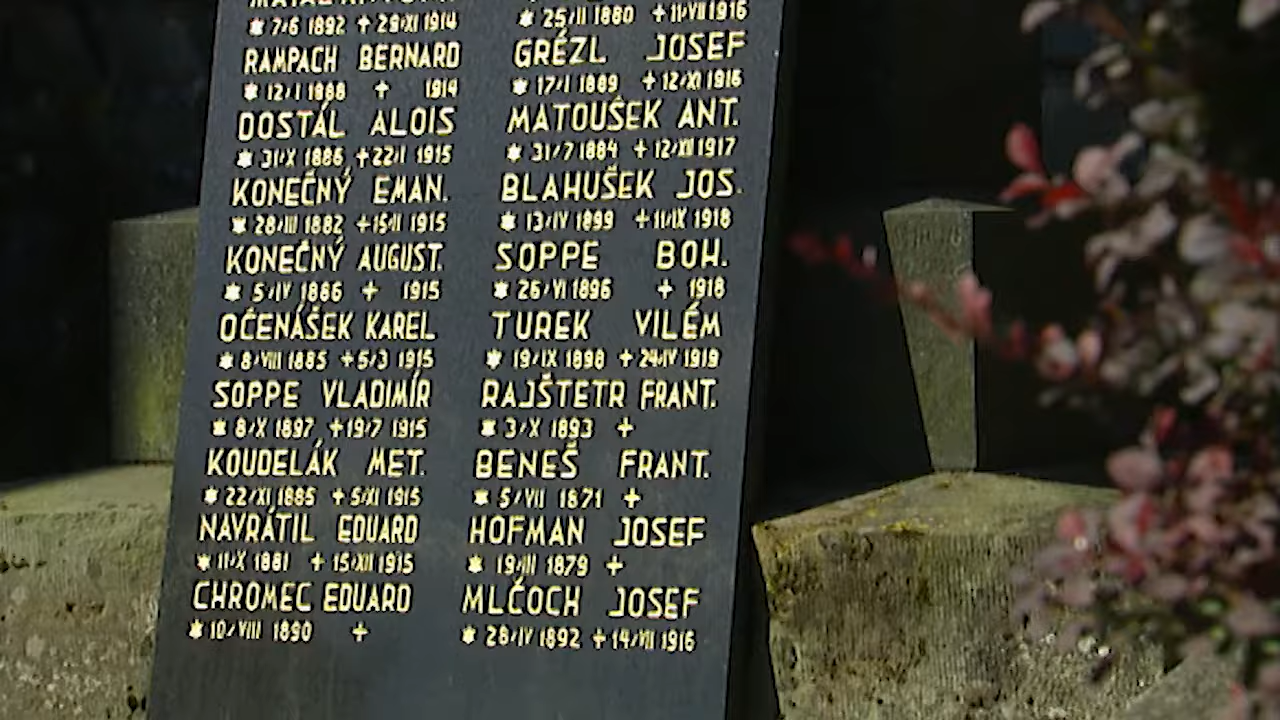 ✶ 7/6 1892 ✝ 29/XI 1914
RAMPACH BERNARD
✶ 12/I 1888 ✝ 1914
DOSTÁL ALOIS
✶ 31/X 1886 ✝ 22/I 1915
KONEČNÝ EMAN.
✶ 28/III 1882 ✝ 15/II 1915
KONEČNÝ AUGUST.
✶ 5/IV 1886 ✝ 1915
OČENÁŠEK KAREL
✶ 8/VIII 1885 ✝ 5/3 1915
SOPPE VLADIMÍR
✶ 8/X 1897 ✝ 19/7 1915
KOUDELÁK MET.
✶ 22/XI 1885 ✝ 5/XI 1915
NAVRÁTIL EDUARD
✶ 11/X 1881 ✝ 15/XII 1915
CHROMEC EDUARD
✶ 10/VIII 1890 ✝
✶ 25/II 1880 ✝ 11/VII 1916
GRÉZL JOSEF
✶ 17/I 1889 ✝ 12/XI 1916
MATOUŠEK ANT.
✶ 31/7 1884 ✝ 12/XII 1917
BLAHUŠEK JOS.
✶ 13/IV 1899 ✝ 11/IX 1918
SOPPE BOH.
✶ 26/VI 1896 ✝ 1918
TUREK VILÉM
✶ 19/IX 1898 ✝ 24/IV 1919
RAJŠTETR FRANT.
✶ 3/X 1893 ✝
BENEŠ FRANT.
✶ 5/VII 1871 ✝
HOFMAN JOSEF
✶ 19/III 1879 ✝
MLČOCH JOSEF
✶ 28/IV 1892 ✝ 14/VII 1916